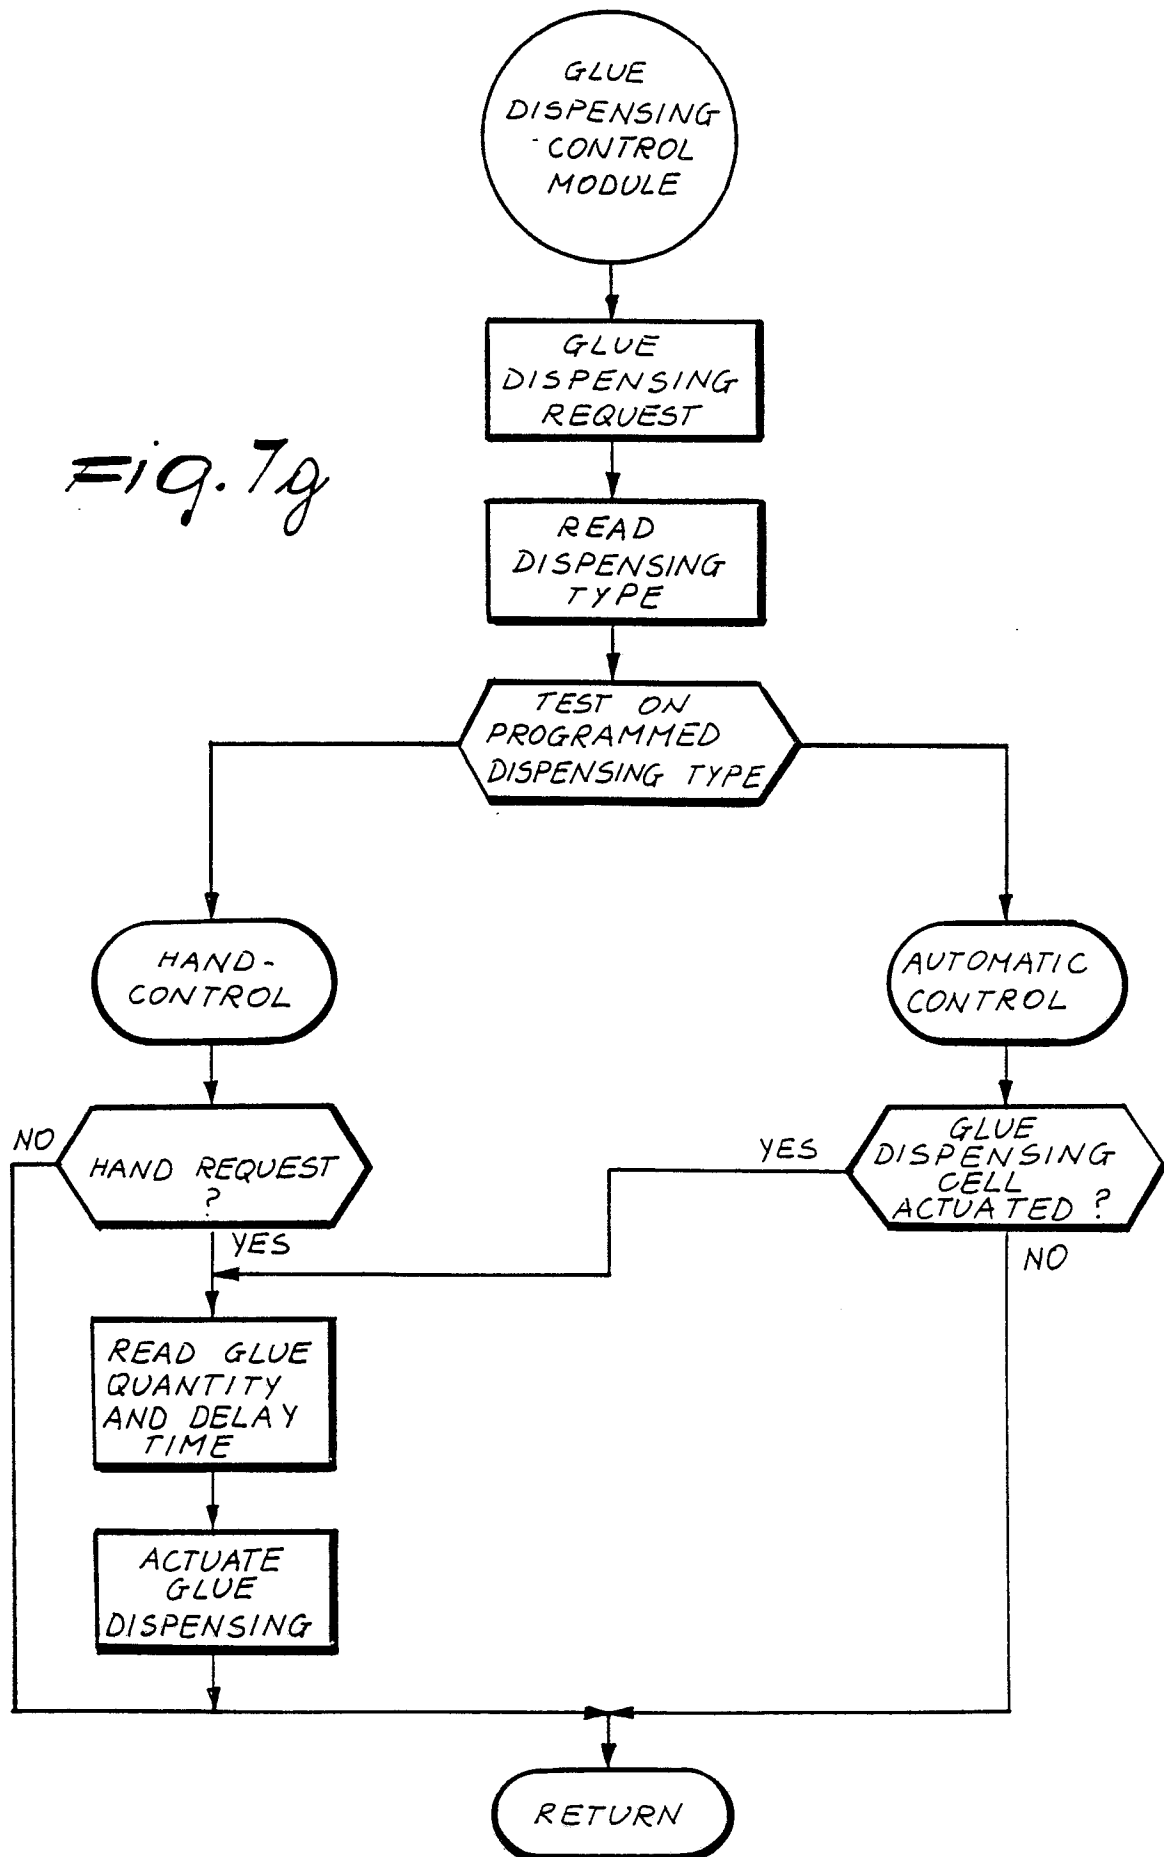 GLUE
DISPENSING
CONTROL
MODULE
GLUE
DISPENSING
REQUEST
Fig. 7g
READ
DISPENSING
TYPE
TEST ON
PROGRAMMED
DISPENSING TYPE
HAND-
CONTROL
AUTOMATIC
CONTROL
NO
HAND REQUEST
?
YES
YES
GLUE
DISPENSING
CELL
ACTUATED ?
NO
READ GLUE
QUANTITY
AND DELAY
TIME
ACTUATE
GLUE
DISPENSING
RETURN